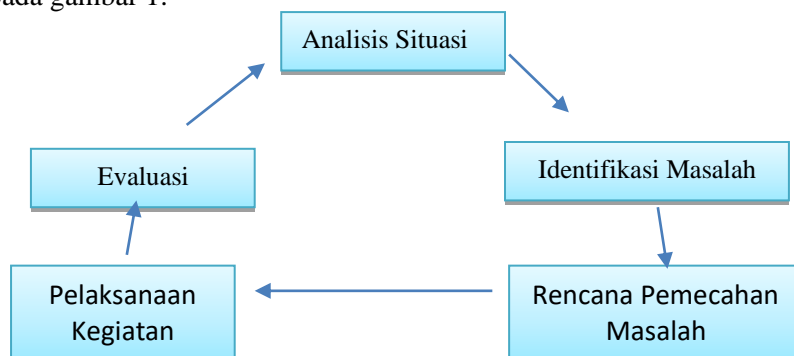 pada gambar 1.
Analisis Situasi
Identifikasi Masalah
Rencana Pemecahan
Masalah
Pelaksanaan
Kegiatan
Evaluasi